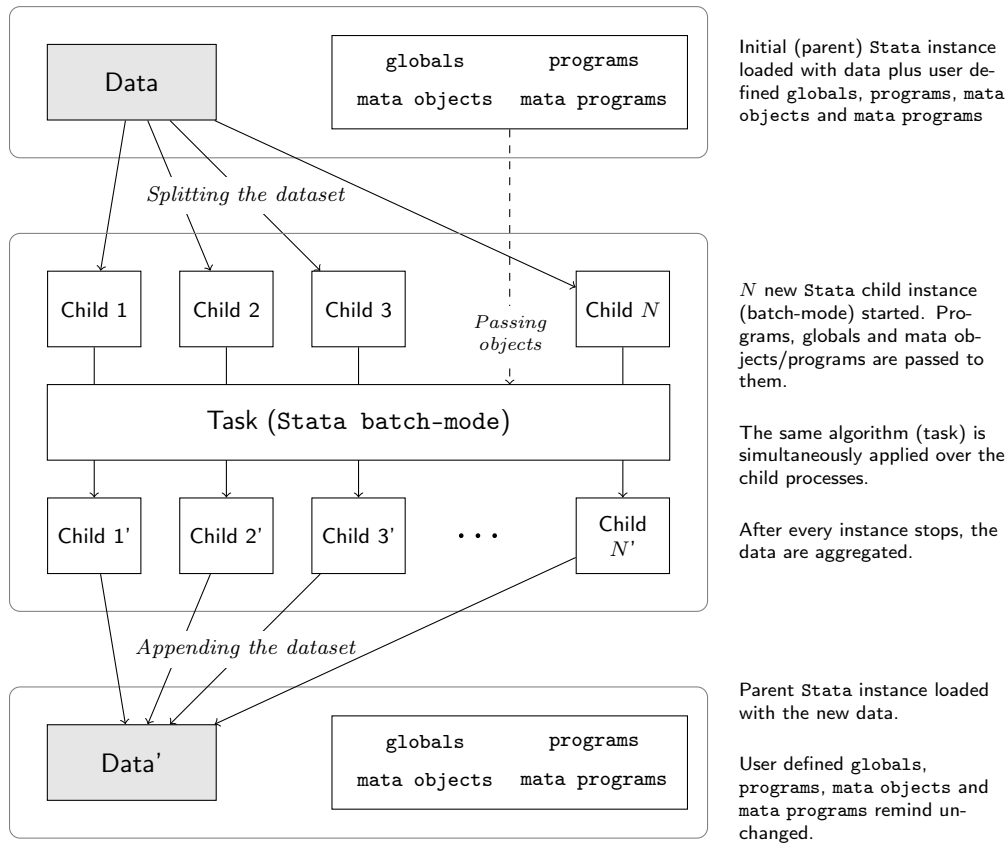 Data
globals programs
mata objects mata programs
Initial (parent) Stata instance
loaded with data plus user de-
fined globals, programs, mata
objects and mata programs
Splitting the dataset
Child 1
Child 2
Child 3
Child N
Passing
objects
N new Stata child instance
(batch-mode) started. Pro-
grams, globals and mata ob-
jects/programs are passed to
them.
Task (Stata batch-mode)
The same algorithm (task) is
simultaneously applied over the
child processes.
Child 1'
Child 2'
Child 3'
. . .
Child
N'
After every instance stops, the
data are aggregated.
Appending the dataset
Data'
globals programs
mata objects mata programs
Parent Stata instance loaded
with the new data.
User defined globals,
programs, mata objects and
mata programs remind un-
changed.